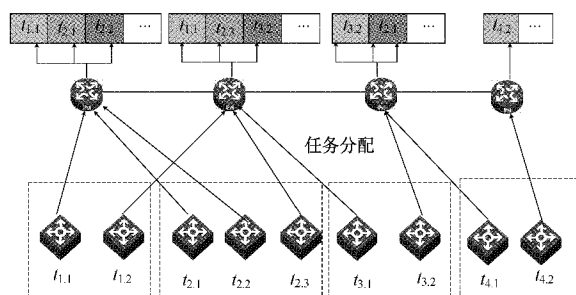 t1.1 t2.1 t2.2 … t1.1 t2.3 t3.2 … t3.2 t2.1 … t4.2 …
任务分配
t1.1 t1.2 t2.1 t2.2 t2.3 t3.1 t3.2 t4.1 t4.2